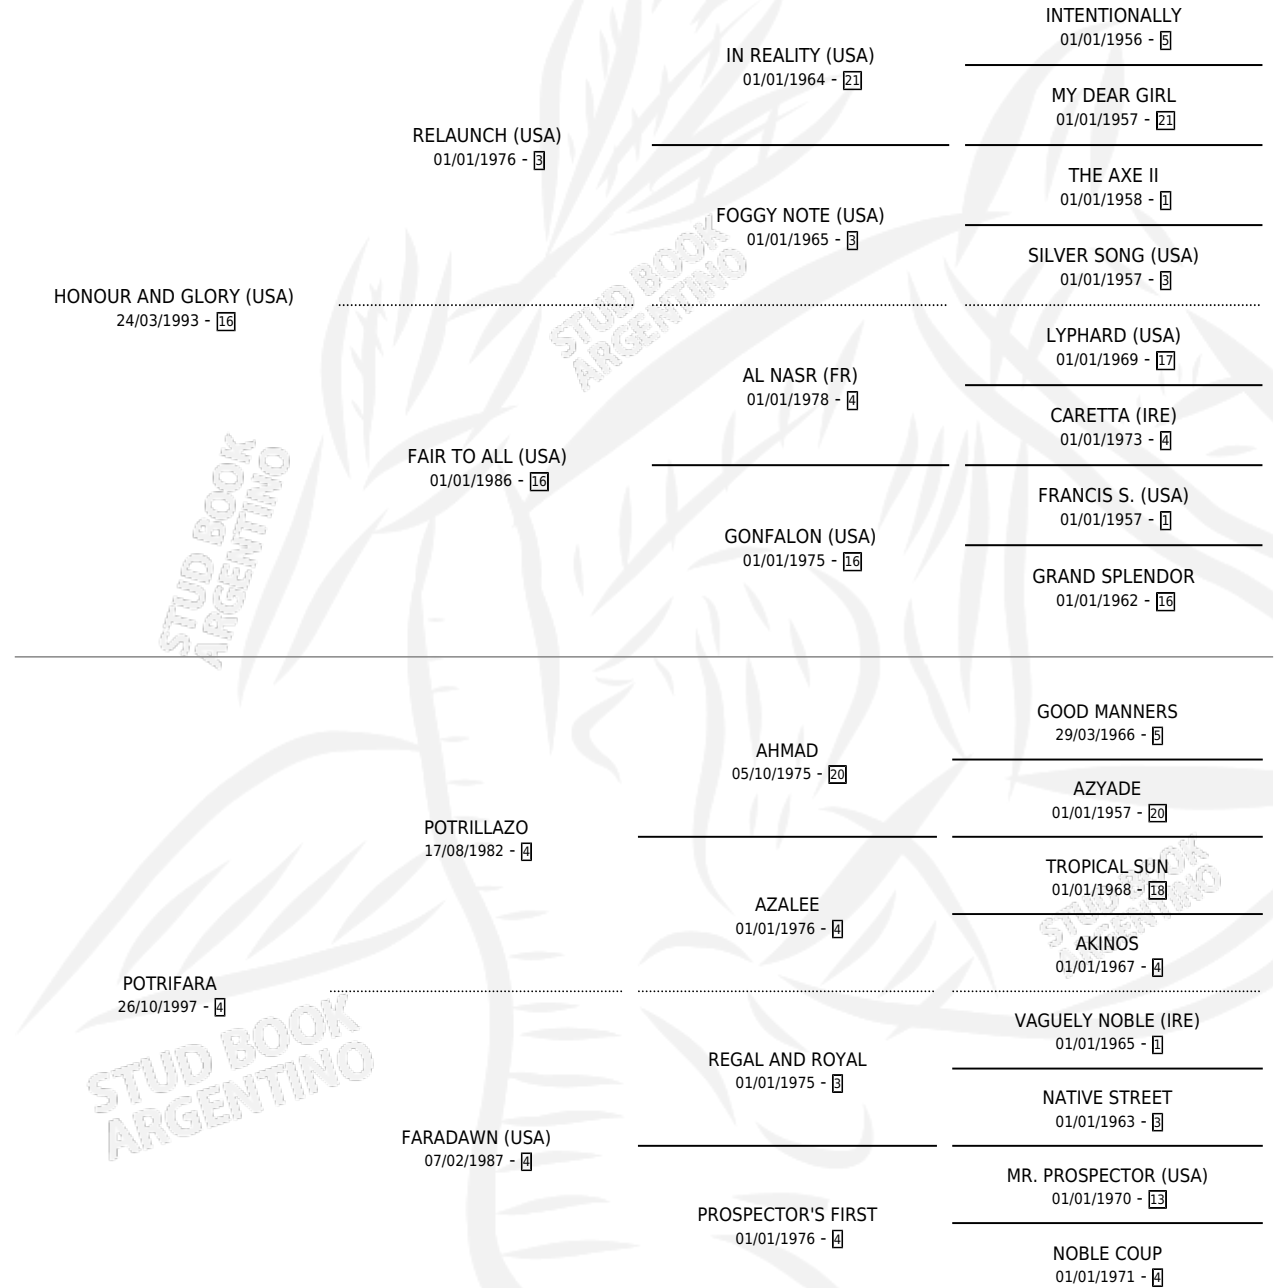 INTENTIONALLY
01/01/1956 - 5
IN REALITY (USA)
01/01/1964 - 21
MY DEAR GIRL
01/01/1957 - 21
RELAUNCH (USA)
01/01/1976 - 3
THE AXE II
01/01/1958 - 1
FOGGY NOTE (USA)
01/01/1965 - 3
SILVER SONG (USA)
01/01/1957 - 3
HONOUR AND GLORY (USA)
24/03/1993 - 16
STUD BOOK
ARGENTINO
LYPHARD (USA)
01/01/1969 - 17
AL NASR (FR)
01/01/1978 - 4
CARETTA (IRE)
01/01/1973 - 4
FAIR TO ALL (USA)
01/01/1986 - 16
FRANCIS S. (USA)
01/01/1957 - 1
GONFALON (USA)
01/01/1975 - 16
GRAND SPLENDOR
01/01/1962 - 16
STUD BOOK
ARGENTINO
GOOD MANNERS
29/03/1966 - 5
AHMAD
05/10/1975 - 20
AZYADE
01/01/1957 - 20
POTRILLAZO
17/08/1982 - 4
TROPICAL SUN
01/01/1968 - 18
AZALEE
01/01/1976 - 4
AKINOS
01/01/1967 - 4
STUD BOOK
ARGENTINO
POTRIFARA
26/10/1997 - 4
VAGUELY NOBLE (IRE)
01/01/1965 - 1
REGAL AND ROYAL
01/01/1975 - 3
NATIVE STREET
01/01/1963 - 3
STUD BOOK
ARGENTINO
FARADAWN (USA)
07/02/1987 - 4
MR. PROSPECTOR (USA)
01/01/1970 - 13
PROSPECTOR'S FIRST
01/01/1976 - 4
NOBLE COUP
01/01/1971 - 4